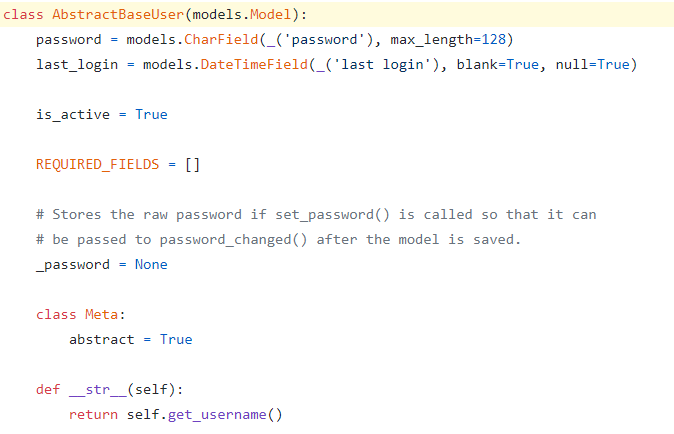 class AbstractBaseUser(models.Model):
    password = models.CharField(_('password'), max_length=128)
    last_login = models.DateTimeField(_('last login'), blank=True, null=True)
    is_active = True
    REQUIRED_FIELDS = []
    # Stores the raw password if set_password() is called so that it can
    # be passed to password_changed() after the model is saved.
    _password = None
    class Meta:
        abstract = True
    def __str__(self):
        return self.get_username()